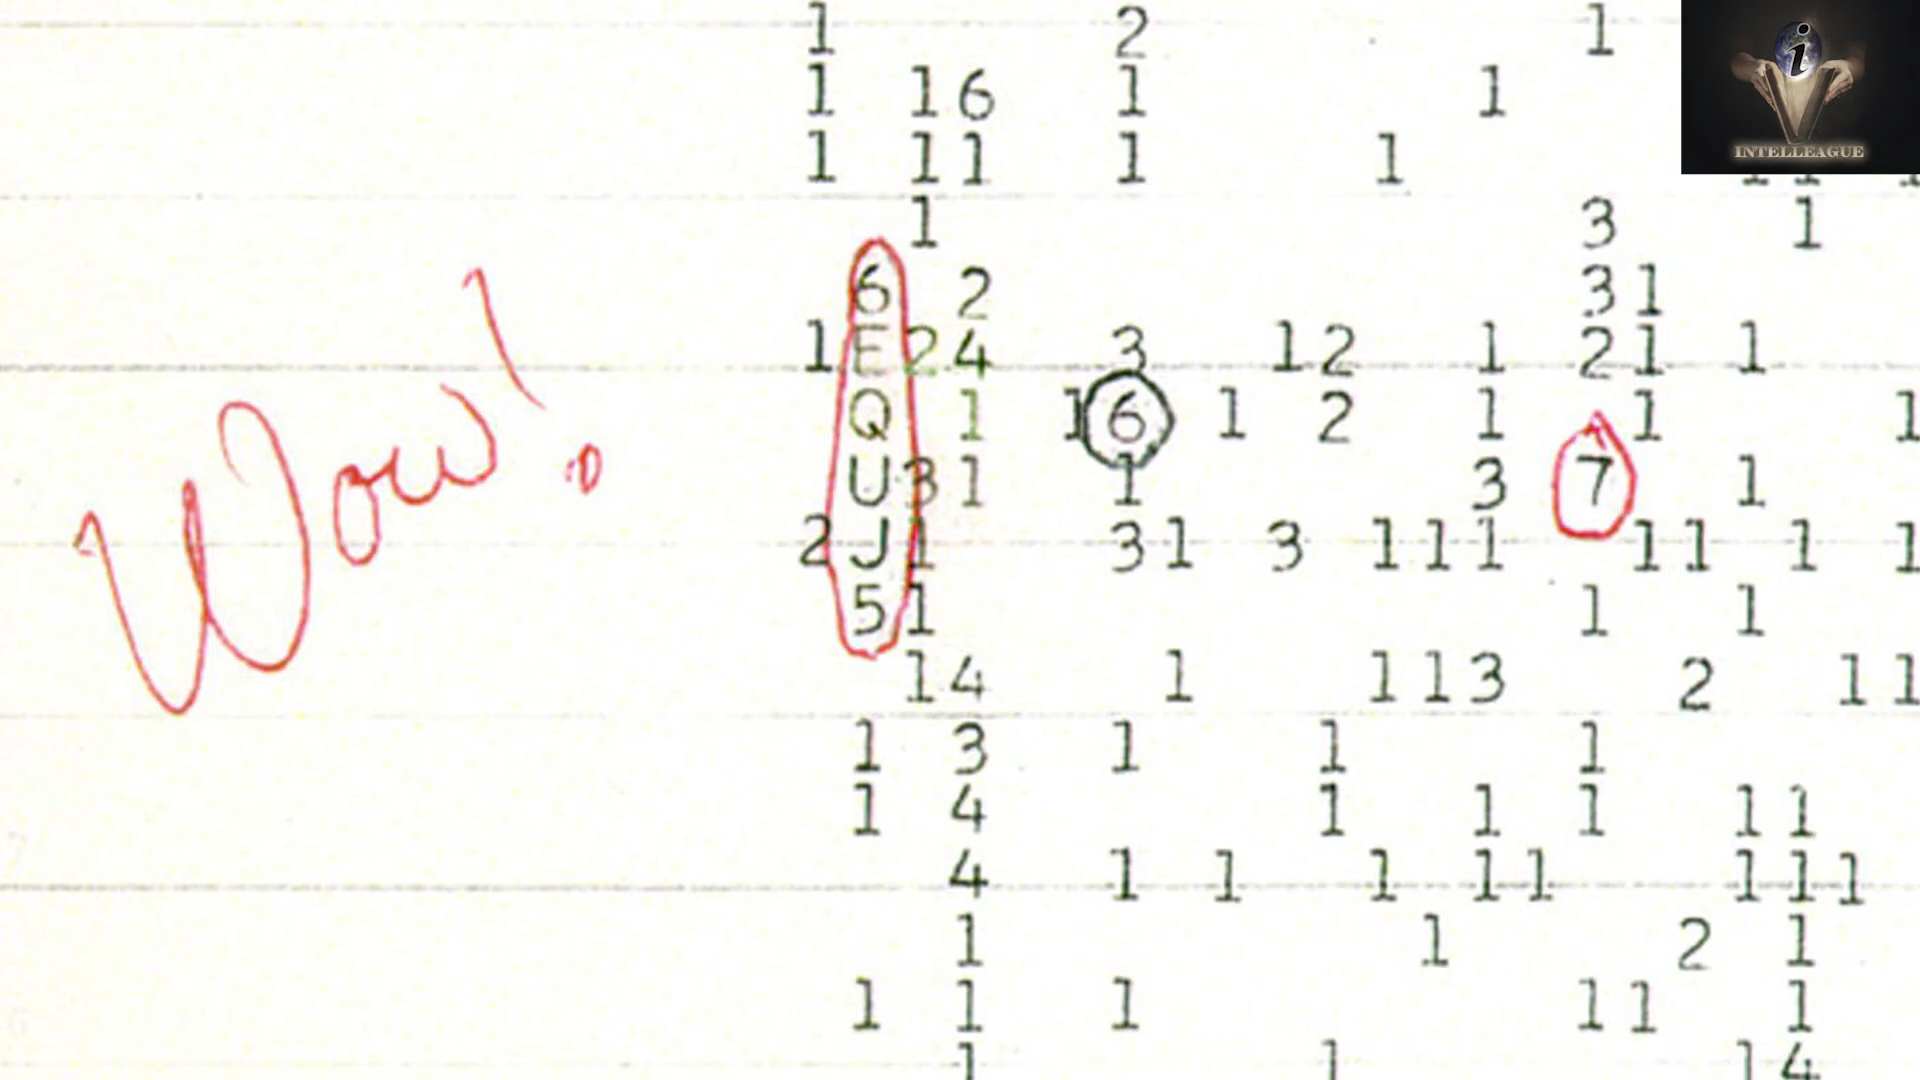 1 2 1
1 16 1 1
1 11 1 1
1 3 1
6 2 31
1E24 3 12 1 21 1
Q 1 16 1 2 1 1 1
U31 1 3 7 1
2J1 31 3 111 11 1 1
51 1 1
14 1 113 2 11
1 3 1 1 1
1 4 1 1 1 11
4 1 1 1 11 111
1 1 2 1
1 1 1 11 1
1 1 14
Wow!
i
INTELLEAGUE